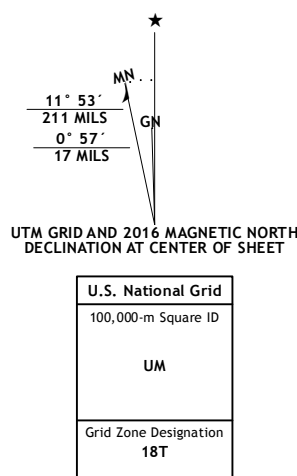 MN
11° 53´
211 MILS
GN
0° 57´
17 MILS
UTM GRID AND 2016 MAGNETIC NORTH
DECLINATION AT CENTER OF SHEET
U.S. National Grid
100,000-m Square ID
UM
Grid Zone Designation
18T